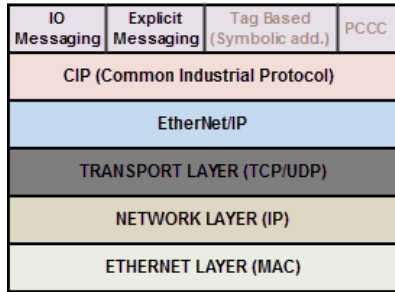 IO Messaging
Explicit Messaging
Tag Based (Symbolic add.)
PCCC
CIP (Common Industrial Protocol)
EtherNet/IP
TRANSPORT LAYER (TCP/UDP)
NETWORK LAYER (IP)
ETHERNET LAYER (MAC)